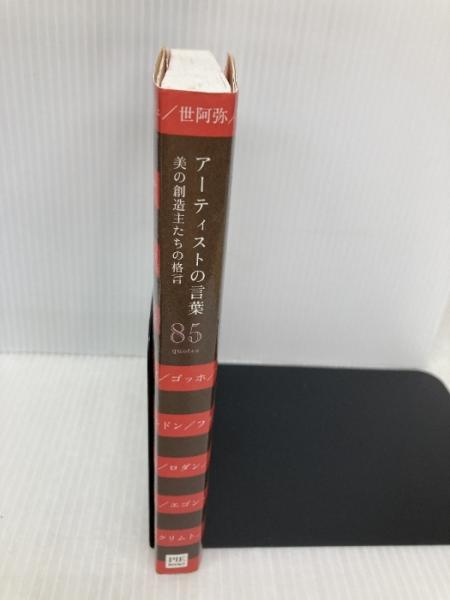 ／世阿弥／
アーティストの言葉
美の創造主たちの格言
85
quotes
／ゴッホ／
ドン／フ
／ロダン／
／エゴン
クリムト
PIE
BOOKS